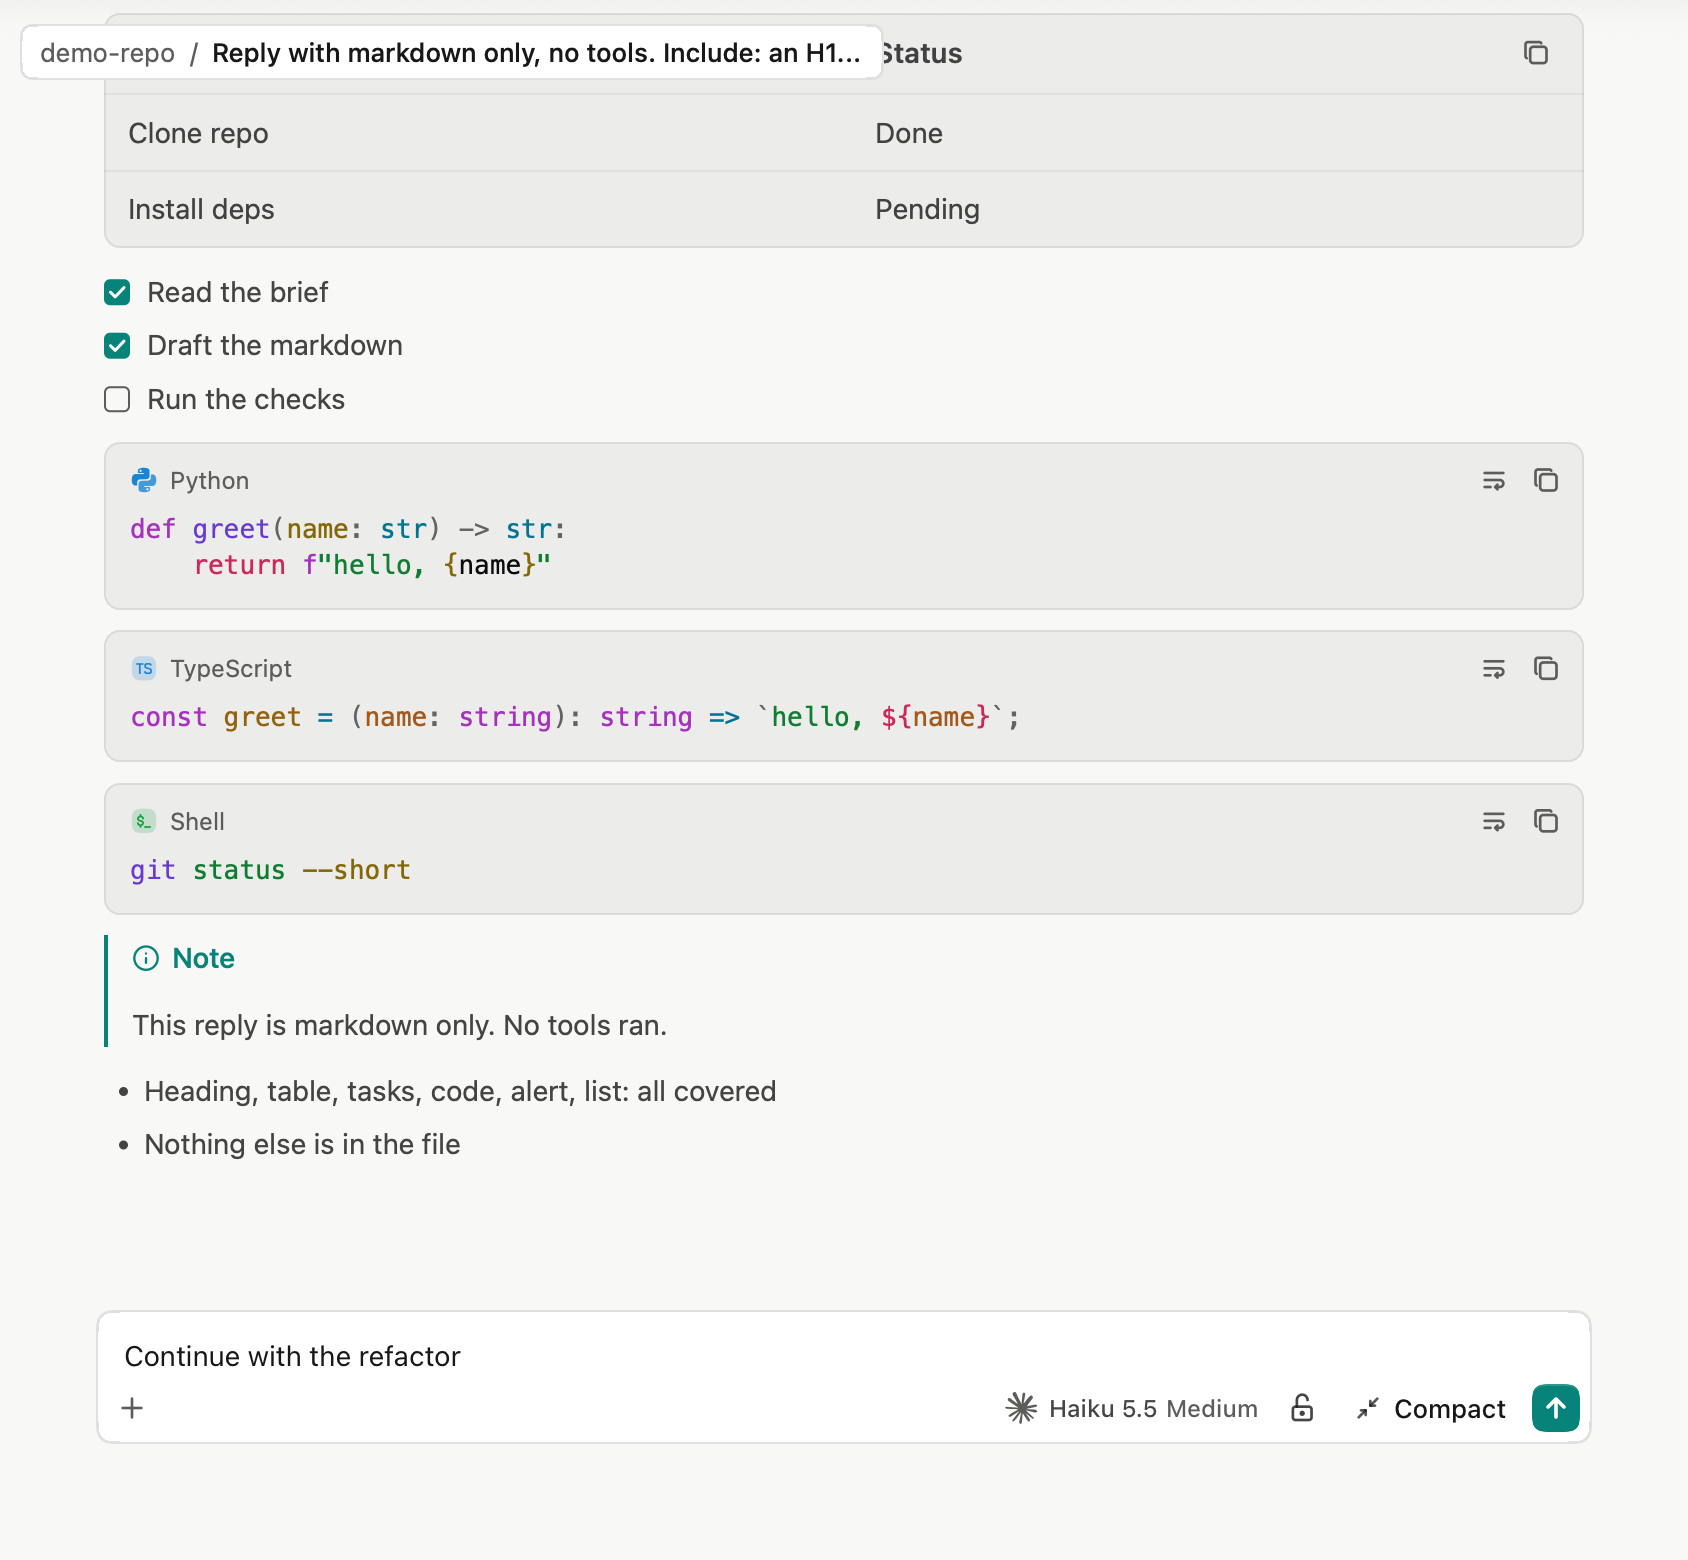 demo-repo / Reply with markdown only, no tools. Include: an H1...
Status
Clone repo Done
Install deps Pending
Read the brief
Draft the markdown
Run the checks
Python
def greet(name: str) -> str:
    return f"hello, {name}"
TS TypeScript
const greet = (name: string): string => `hello, ${name}`;
$_ Shell
git status --short
Note
This reply is markdown only. No tools ran.
• Heading, table, tasks, code, alert, list: all covered
• Nothing else is in the file
Continue with the refactor
Haiku 5.5 Medium Compact